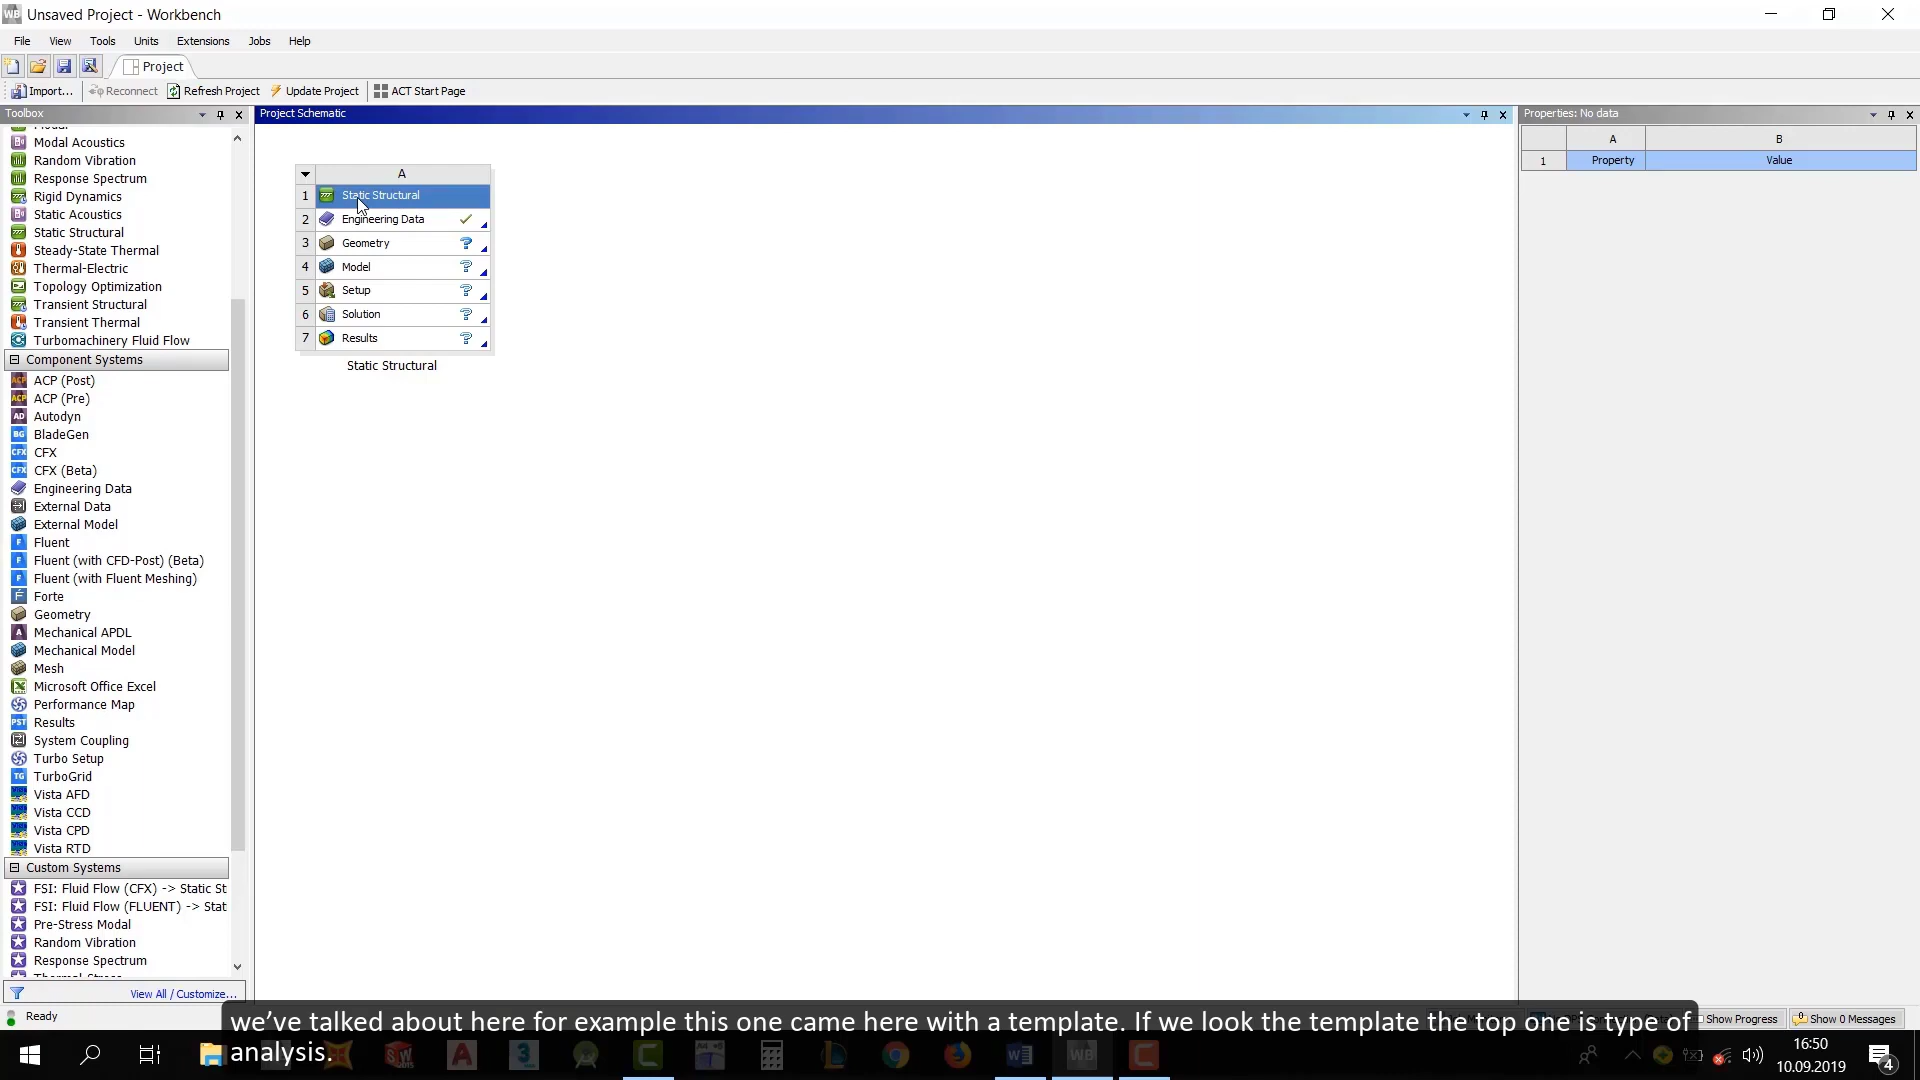 Unsaved Project - Workbench
File View Tools Units Extensions Jobs Help
Project
Import... Reconnect Refresh Project Update Project ACT Start Page
Toolbox
Modal Acoustics
Random Vibration
Response Spectrum
Rigid Dynamics
Static Acoustics
Static Structural
Steady-State Thermal
Thermal-Electric
Topology Optimization
Transient Structural
Transient Thermal
Turbomachinery Fluid Flow
Component Systems
ACP (Post)
ACP (Pre)
Autodyn
BladeGen
CFX
CFX (Beta)
Engineering Data
External Data
External Model
Fluent
Fluent (with CFD-Post) (Beta)
Fluent (with Fluent Meshing)
Forte
Geometry
Mechanical APDL
Mechanical Model
Mesh
Microsoft Office Excel
Performance Map
Results
System Coupling
Turbo Setup
TurboGrid
Vista AFD
Vista CCD
Vista CPD
Vista RTD
Custom Systems
FSI: Fluid Flow (CFX) -> Static St
FSI: Fluid Flow (FLUENT) -> Stat
Pre-Stress Modal
Random Vibration
Response Spectrum
View All / Customize...
Project Schematic
A
1 Static Structural
2 Engineering Data
3 Geometry ?
4 Model ?
5 Setup ?
6 Solution ?
7 Results ?
Static Structural
Properties: No data
A B
1 Property Value
Ready
Show Progress Show 0 Messages
we’ve talked about here for example this one came here with a template. If we look the template the top one is type of
analysis.
16:50
10.09.2019
4